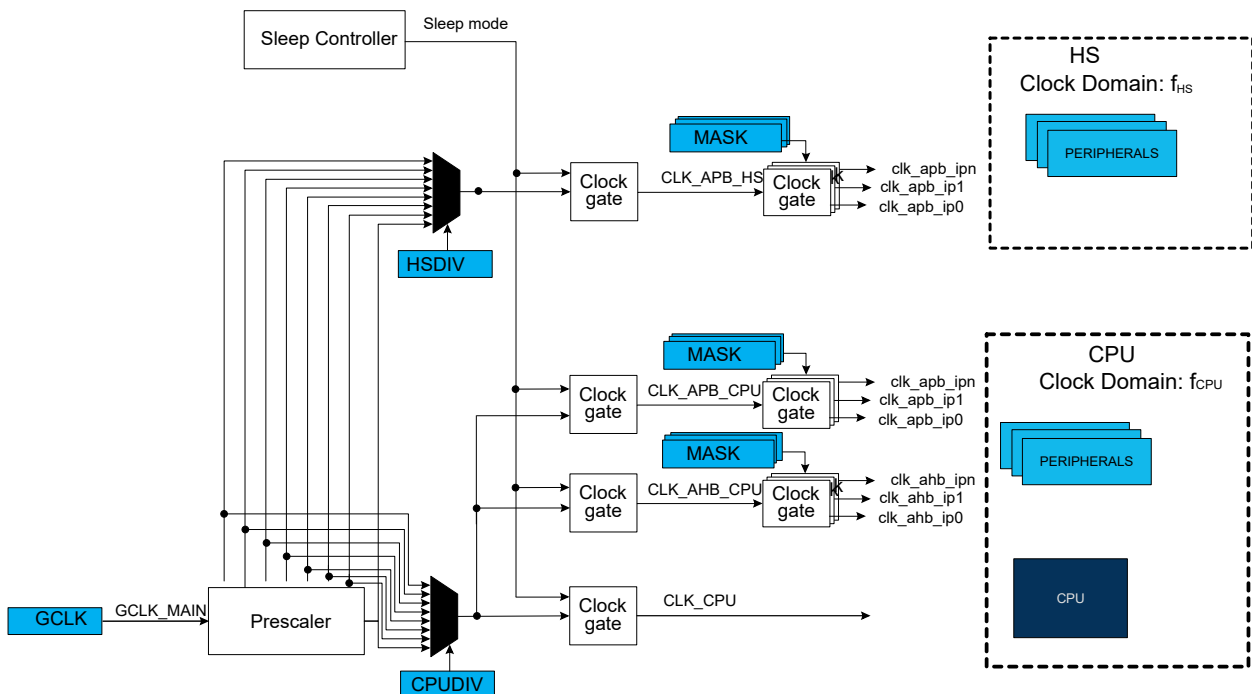 Sleep Controller
Sleep mode
HS
Clock Domain: fHS
PERIPHERALS
MASK
Clock
gate
CLK_APB_HS
Clock
gate
K
clk_apb_ipn
clk_apb_ip1
clk_apb_ip0
HSDIV
MASK
Clock
gate
CLK_APB_CPU
Clock
gate
clk_apb_ipn
clk_apb_ip1
clk_apb_ip0
CPU
Clock Domain: fCPU
PERIPHERALS
MASK
Clock
gate
CLK_AHB_CPU
Clock
gate
K
clk_ahb_ipn
clk_ahb_ip1
clk_ahb_ip0
CPU
GCLK
GCLK_MAIN
Prescaler
Clock
gate
CLK_CPU
CPUDIV